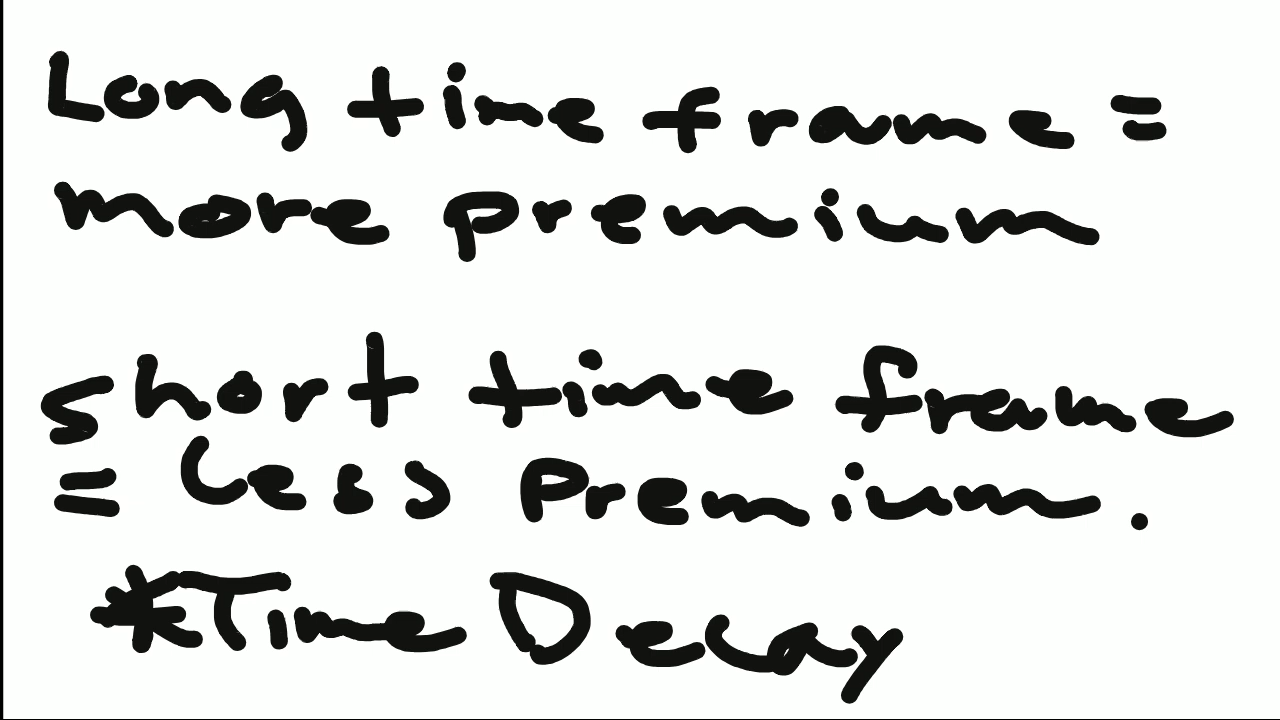 Long time frame =
more premium
short time frame
= Less Premium.
*Time Decay